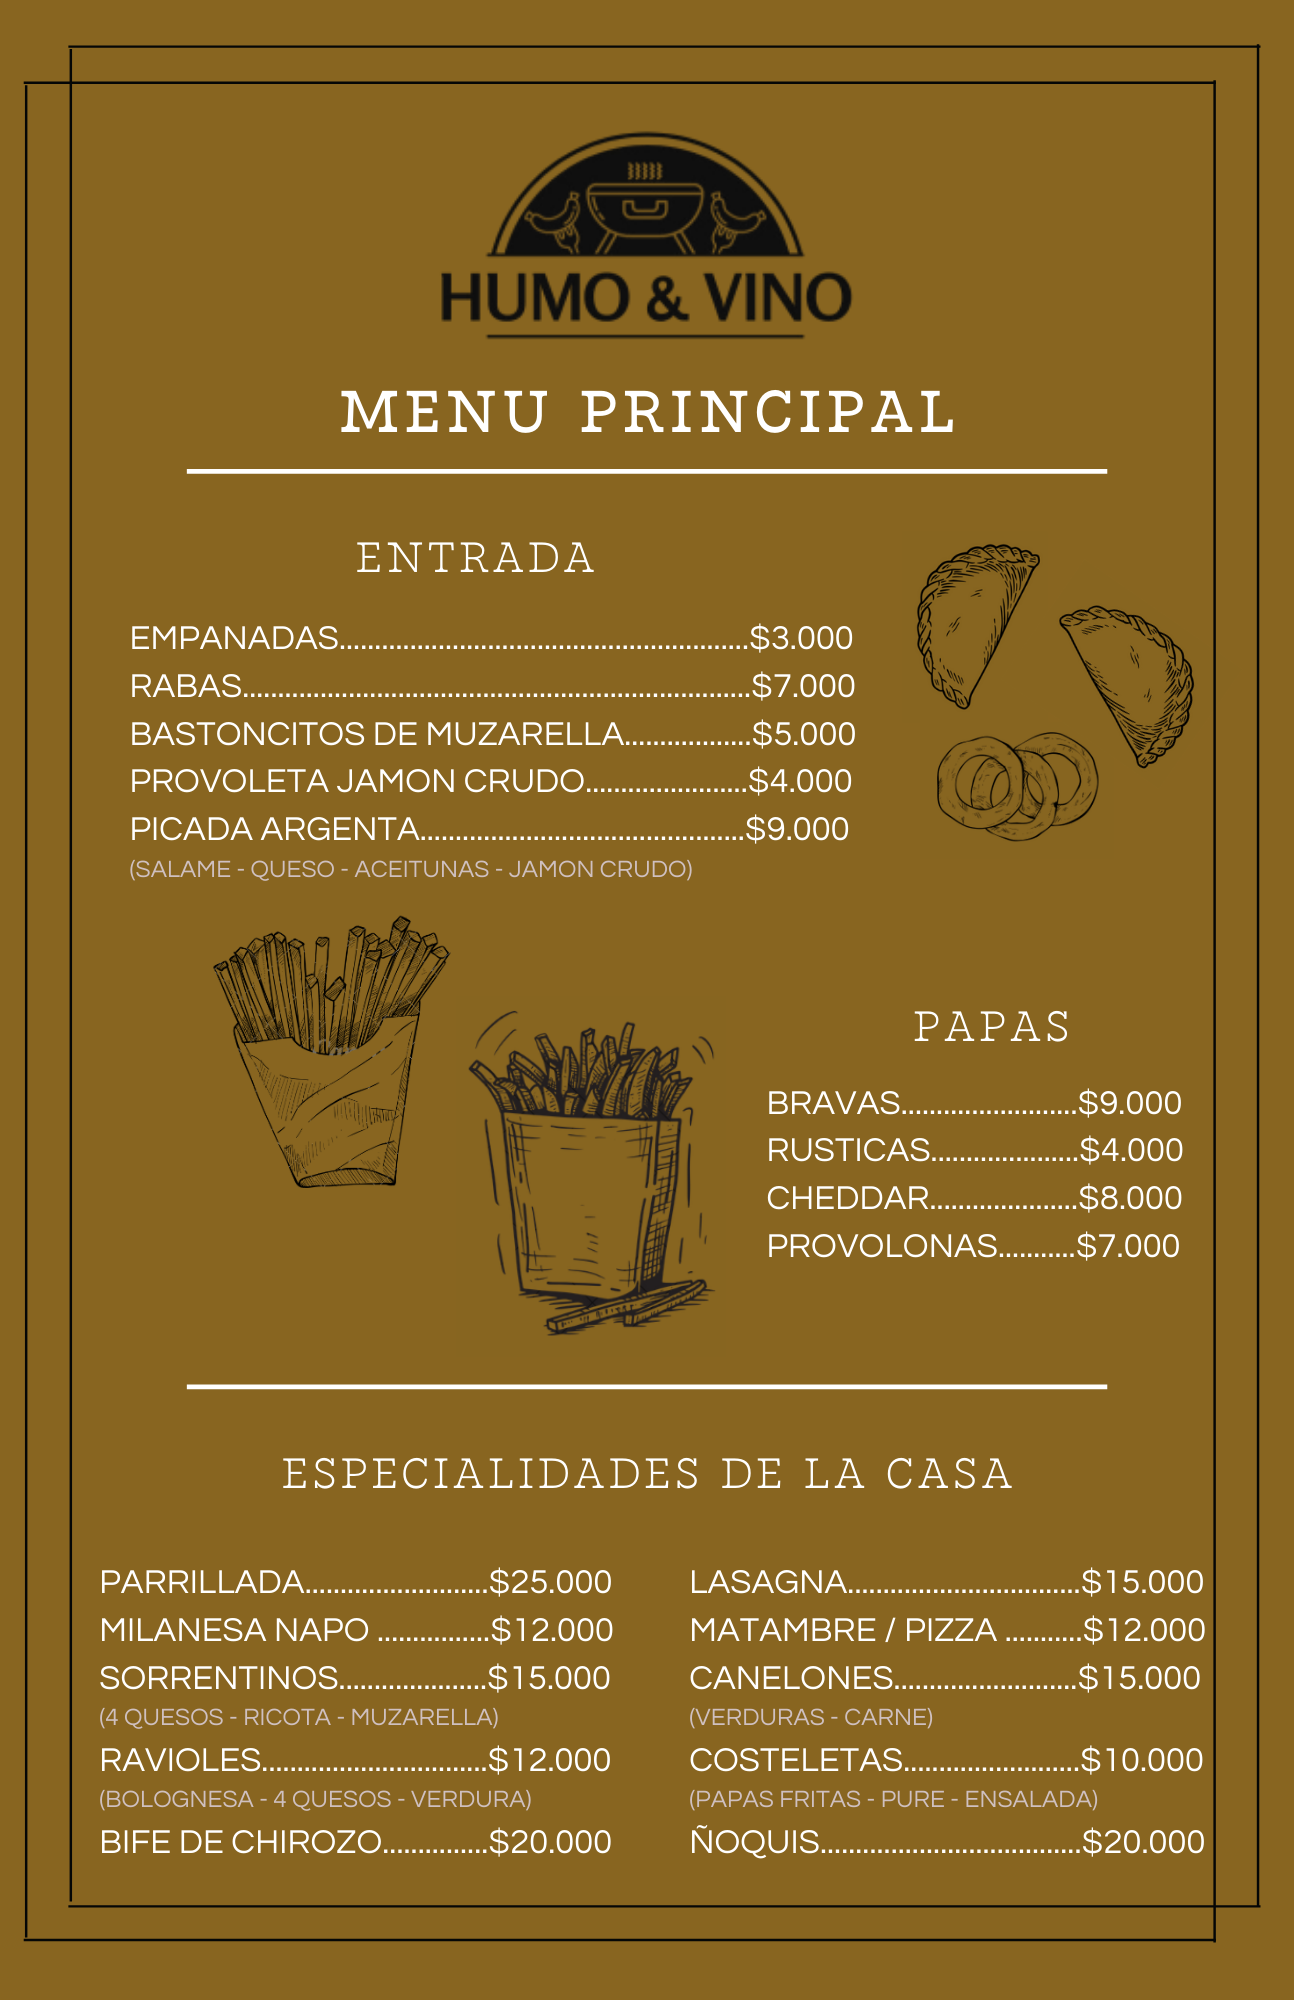 HUMO & VINO
MENU PRINCIPAL
ENTRADA
EMPANADAS..........................................................$3.000
RABAS........................................................................$7.000
BASTONCITOS DE MUZARELLA..................$5.000
PROVOLETA JAMON CRUDO.......................$4.000
PICADA ARGENTA..............................................$9.000
(SALAME - QUESO - ACEITUNAS - JAMON CRUDO)
PAPAS
BRAVAS.........................$9.000
RUSTICAS.....................$4.000
CHEDDAR.....................$8.000
PROVOLONAS...........$7.000
ESPECIALIDADES DE LA CASA
PARRILLADA..........................$25.000
MILANESA NAPO ................$12.000
SORRENTINOS.....................$15.000
(4 QUESOS - RICOTA - MUZARELLA)
RAVIOLES................................$12.000
(BOLOGNESA - 4 QUESOS - VERDURA)
BIFE DE CHIROZO...............$20.000
LASAGNA.................................$15.000
MATAMBRE / PIZZA ...........$12.000
CANELONES..........................$15.000
(VERDURAS - CARNE)
COSTELETAS.........................$10.000
(PAPAS FRITAS - PURE - ENSALADA)
ÑOQUIS.....................................$20.000